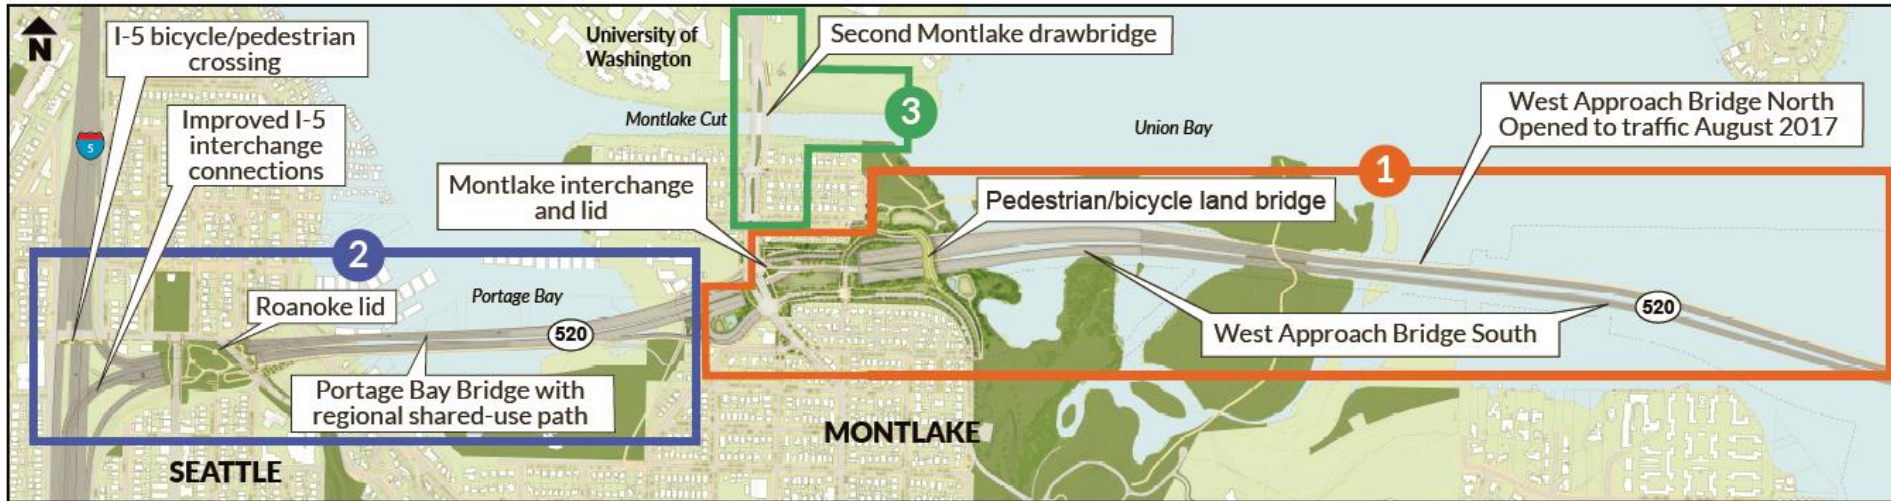 N
I-5 bicycle/pedestrian
crossing
University of
Washington
Second Montlake drawbridge
Improved I-5
interchange
connections
5
Montlake Cut
3
Union Bay
West Approach Bridge North
Opened to traffic August 2017
1
Montlake interchange
and lid
Pedestrian/bicycle land bridge
2
Roanoke lid
Portage Bay
520
520
West Approach Bridge South
Portage Bay Bridge with
regional shared-use path
MONTLAKE
SEATTLE